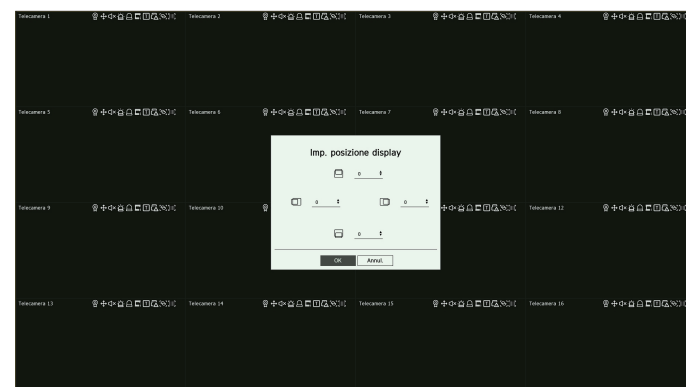 Telecamera 1 Telecamera 2 Telecamera 3 Telecamera 4
Telecamera 5 Telecamera 6 Telecamera 7 Telecamera 8
Imp. posizione display
0
0 0
0
OK Annul.
Telecamera 9 Telecamera 10 Telecamera 12
Telecamera 13 Telecamera 14 Telecamera 15 Telecamera 16